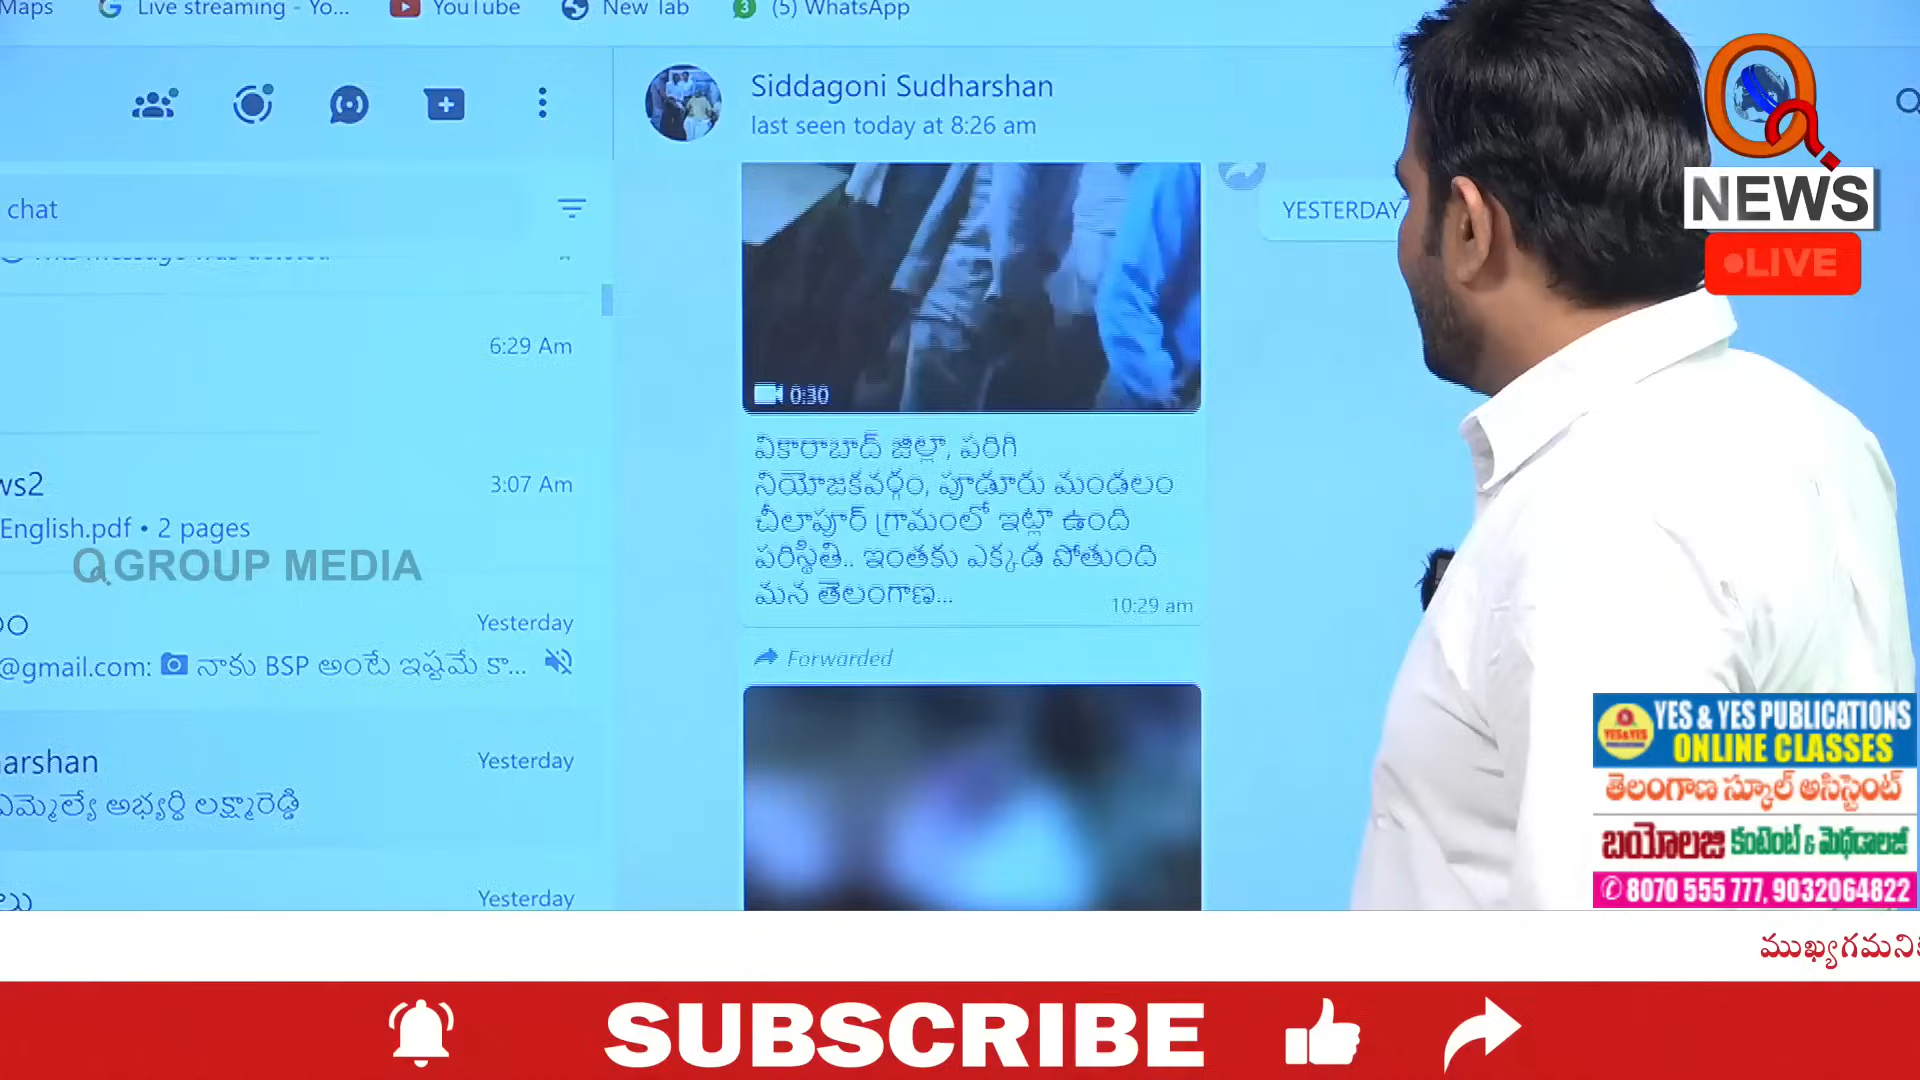 Maps
Live streaming - Yo...
YouTube
New Tab
3
(5) WhatsApp
Siddagoni Sudharshan
last seen today at 8:26 am
chat
YESTERDAY
6:29 Am
0:30
వికారాబాద్ జిల్లా, పరిగి
నియోజకవర్గం, పూడూరు మండలం
చీలాపూర్ గ్రామంలో ఇట్లా ఉంది
పరిస్థితి.. ఇంతకు ఎక్కడ పోతుంది
మన తెలంగాణ...
10:29 am
Forwarded
ws2
3:07 Am
English.pdf • 2 pages
Q GROUP MEDIA
Yesterday
@gmail.com: నాకు BSP అంటే ఇష్టమే కా...
arshan
Yesterday
ఎమ్మెల్యే అభ్యర్థి లక్ష్మారెడ్డి
లు
Yesterday
Q
NEWS
LIVE
YES & YES PUBLICATIONS
ONLINE CLASSES
తెలంగాణ స్కూల్ అసిస్టెంట్
బయోలజి కంటెంట్ & మెథడాలజీ
8070 555 777, 9032064822
ముఖ్యగమని
SUBSCRIBE